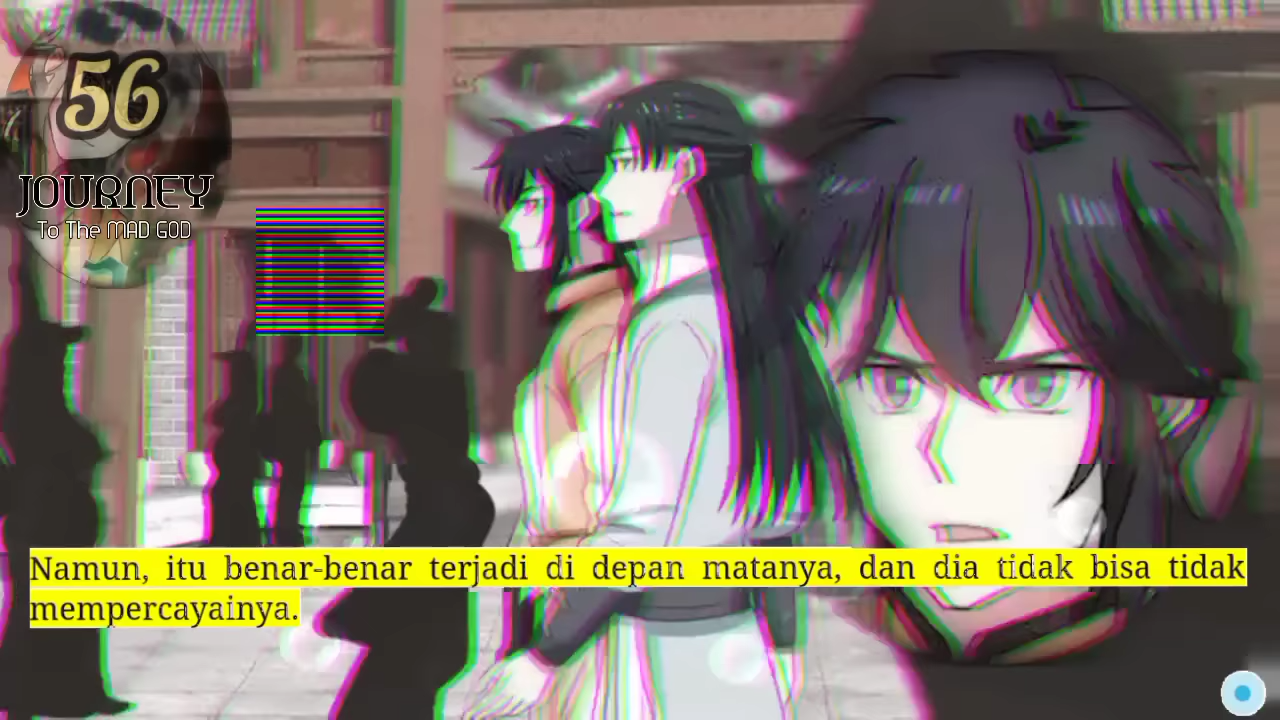 56
JOURNEY
To The MAD GOD
Namun, itu benar-benar terjadi di depan matanya, dan dia tidak bisa tidak
mempercayainya.